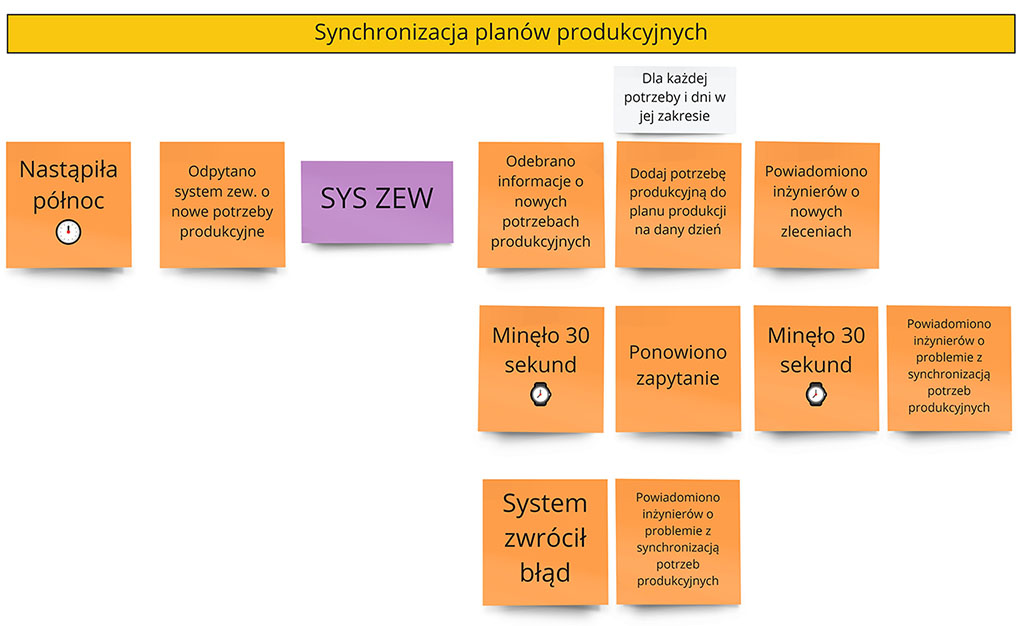 Synchronizacja planów produkcyjnych
Dla każdej
potrzeby i dni w
jej zakresie
Nastąpiła
północ
Odpytano
system zew. o
nowe potrzeby
produkcyjne
SYS ZEW
Odebrano
informacje o
nowych
potrzebach
produkcyjnych
Dodaj potrzebę
produkcyjną do
planu produkcji
na dany dzień
Powiadomiono
inżynierów o
nowych
zleceniach
Minęło 30
sekund
Ponowiono
zapytanie
Minęło 30
sekund
Powiadomiono
inżynierów o
problemie z
synchronizacją
potrzeb
produkcyjnych
System
zwrócił
błąd
Powiadomiono
inżynierów o
problemie z
synchronizacją
potrzeb
produkcyjnych